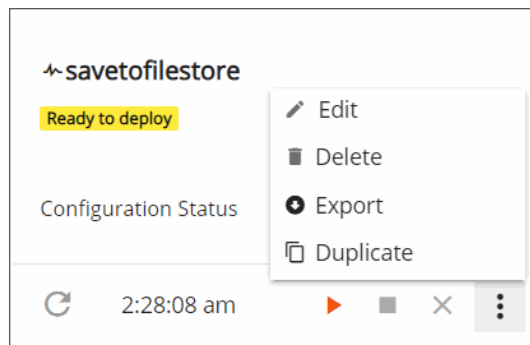 savetofilestore
Ready to deploy
Edit
Delete
Configuration Status
Export
Duplicate
2:28:08 am